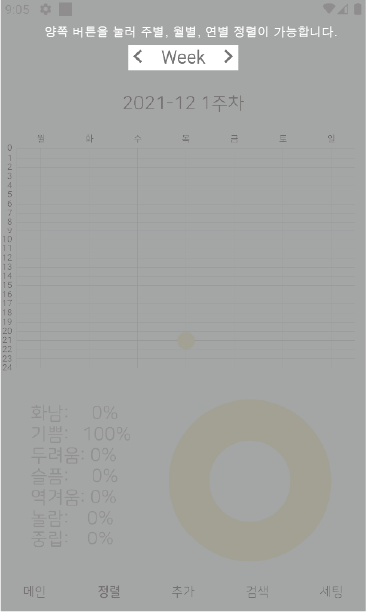 9:05
양쪽 버튼을 눌러 주별, 월별, 연별 정렬이 가능합니다.
< Week >
2021-12 1주차
월 화 수 목 금 토 일
0
1
2
3
4
5
6
7
8
9
10
11
12
13
14
15
16
17
18
19
20
21
22
23
24
화남: 0%
기쁨: 100%
두려움: 0%
슬픔: 0%
역겨움: 0%
놀람: 0%
중립: 0%
메인 정렬 추가 검색 세팅